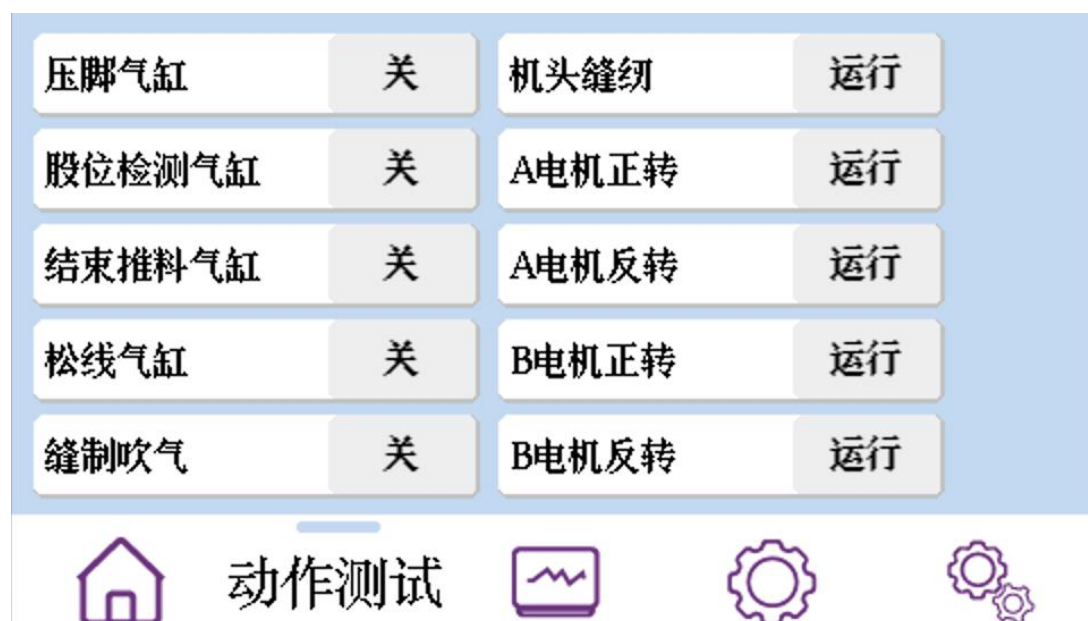 压脚气缸 关 机头缝纫 运行
股位检测气缸 关 A电机正转 运行
结束推料气缸 关 A电机反转 运行
松线气缸 关 B电机正转 运行
缝制吹气 关 B电机反转 运行
动作测试